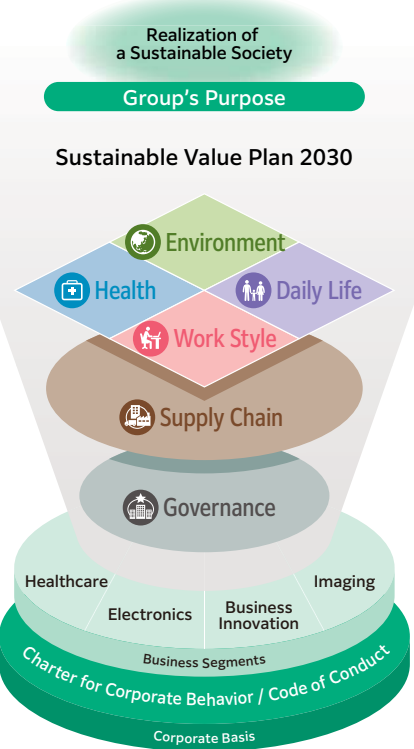 Realization of
a Sustainable Society
Group's Purpose
Sustainable Value Plan 2030
Environment
Health
Daily Life
Work Style
Supply Chain
Governance
Healthcare
Electronics
Business
Innovation
Imaging
Business Segments
Charter for Corporate Behavior / Code of Conduct
Corporate Basis